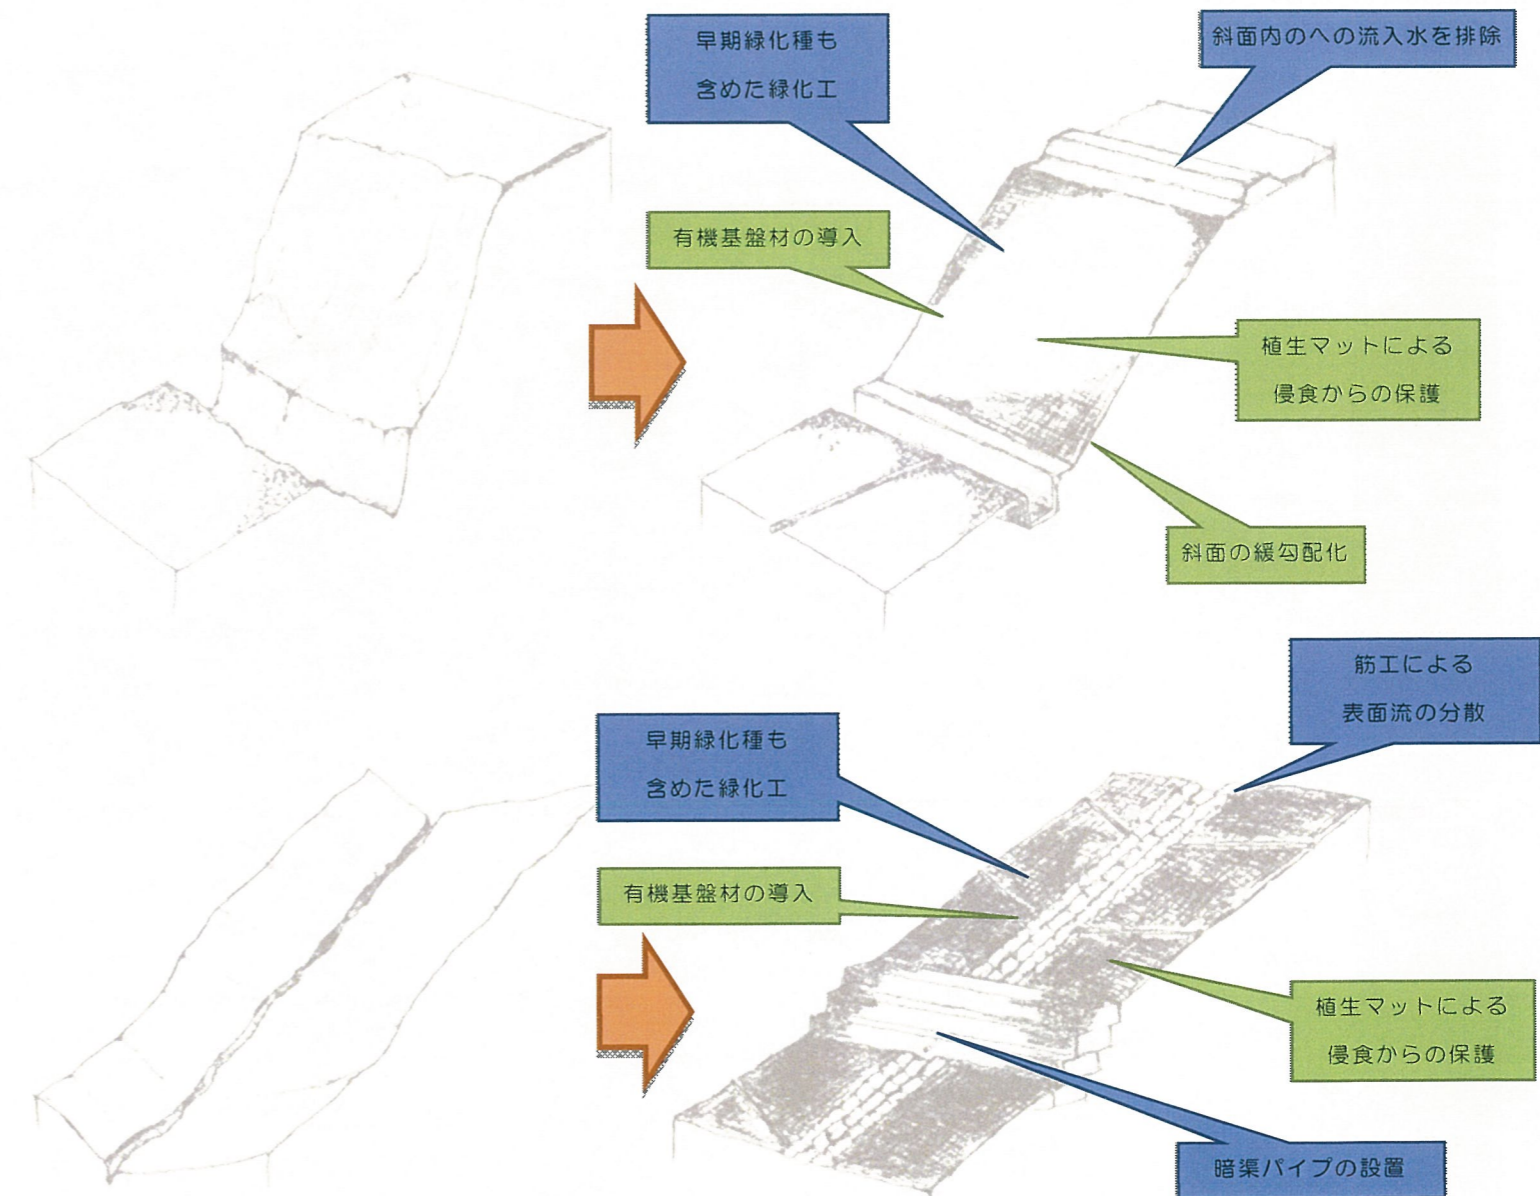 早期緑化種も
含めた緑化工
斜面内のへの流入水を排除
有機基盤材の導入
植生マットによる
侵食からの保護
斜面の緩勾配化
筋工による
表面流の分散
早期緑化種も
含めた緑化工
有機基盤材の導入
植生マットによる
侵食からの保護
暗渠パイプの設置